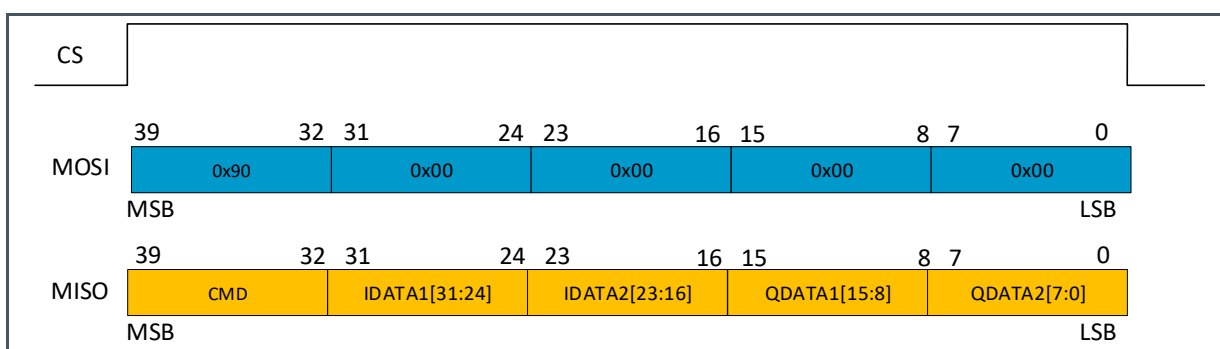 CS
39 32 31 24 23 16 15 8 7 0
MOSI 0x90 0x00 0x00 0x00 0x00
MSB LSB
39 32 31 24 23 16 15 8 7 0
MISO CMD IDATA1[31:24] IDATA2[23:16] QDATA1[15:8] QDATA2[7:0]
MSB LSB